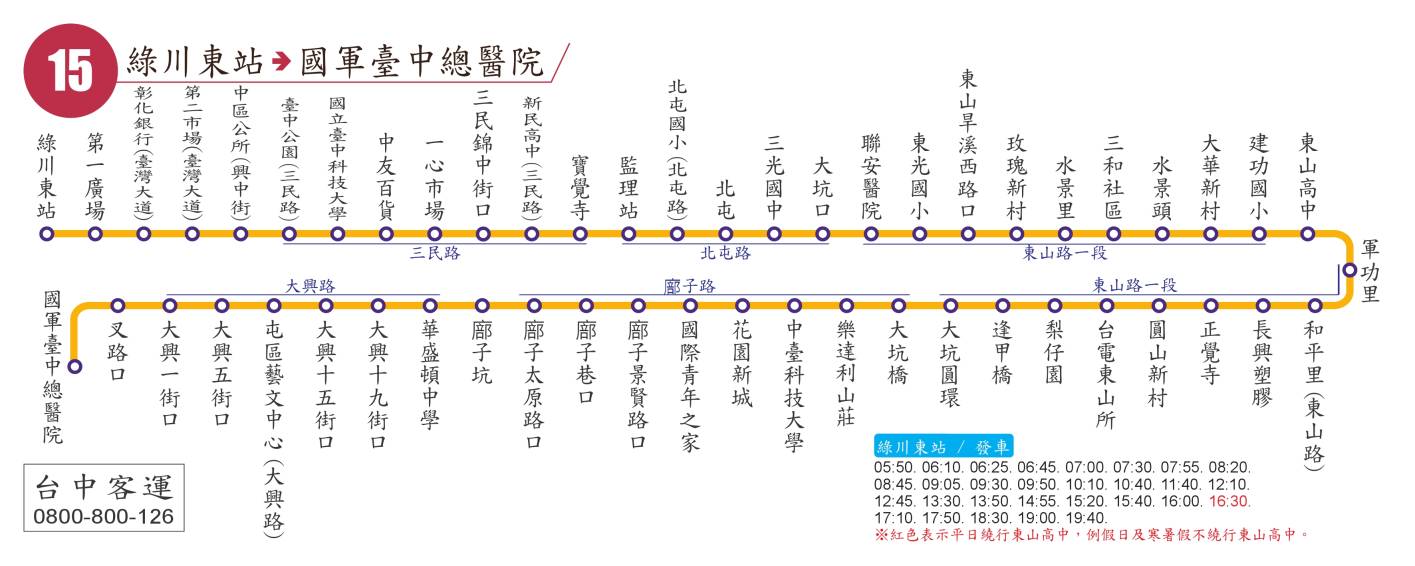 15
綠川東站➔國軍臺中總醫院
綠川東站
第一廣場
彰化銀行(臺灣大道)
第二市場(臺灣大道)
中區公所(興中街)
臺中公園(三民路)
國立臺中科技大學
中友百貨
一心市場
三民錦中街口
新民高中(三民路)
寶覺寺
監理站
北屯國小(北屯路)
北屯
三光國中
大坑口
聯安醫院
東光國小
東山旱溪西路口
玫瑰新村
水景里
三和社區
水景頭
大華新村
建功國小
東山高中
三民路
北屯路
東山路一段
軍功里
大興路
廍子路
東山路一段
國軍臺中總醫院
叉路口
大興一街口
大興五街口
屯區藝文中心(大興路)
大興十五街口
大興十九街口
華盛頓中學
廍子坑
廍子太原路口
廍子巷口
廍子景賢路口
國際青年之家
花園新城
中臺科技大學
樂達利山莊
大坑橋
大坑圓環
逢甲橋
梨仔園
台電東山所
圓山新村
正覺寺
長興塑膠
和平里(東山路)
綠川東站 / 發車
05:50. 06:10. 06:25. 06:45. 07:00. 07:30. 07:55. 08:20.
08:45. 09:05. 09:30. 09:50. 10:10. 10:40. 11:40. 12:10.
12:45. 13:30. 13:50. 14:55. 15:20. 15:40. 16:00. 16:30.
17:10. 17:50. 18:30. 19:00. 19:40.
※紅色表示平日繞行東山高中，例假日及寒暑假不繞行東山高中。
台中客運
0800-800-126